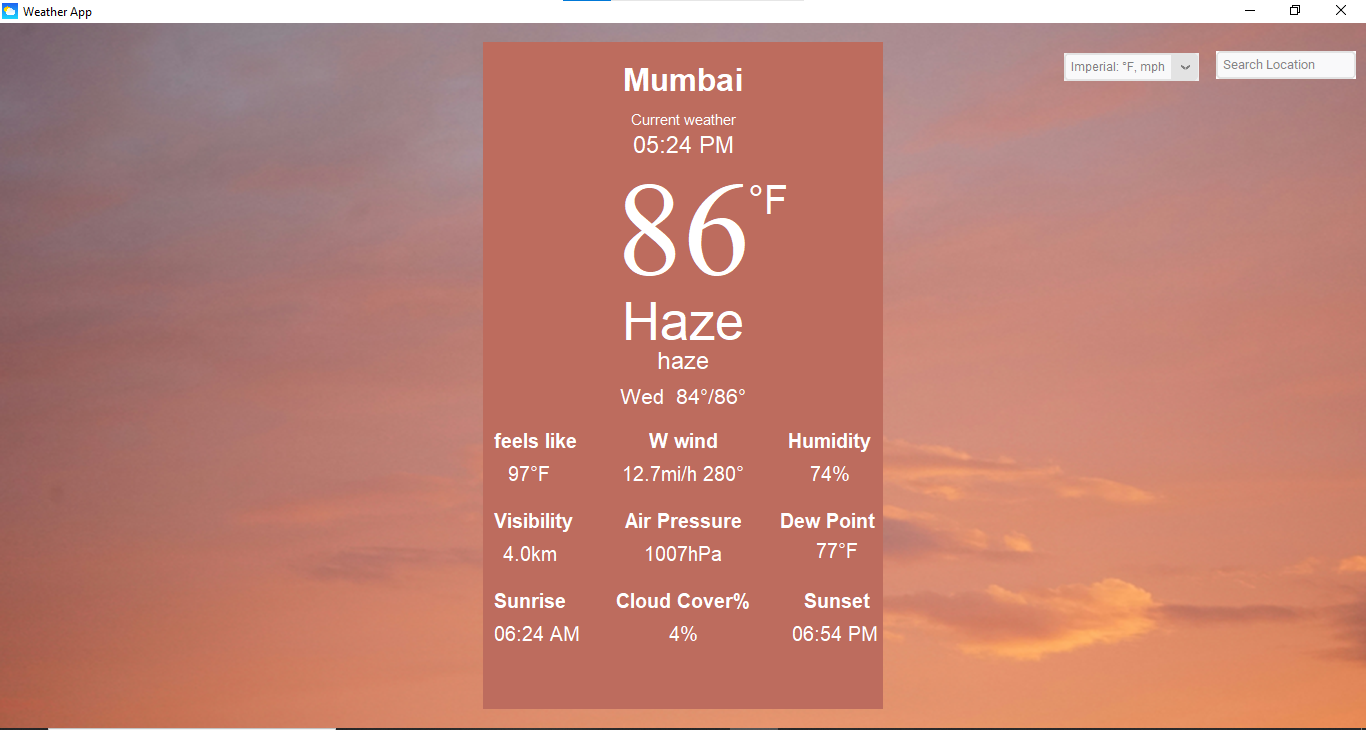 Weather App
Imperial: °F, mph
Search Location
Mumbai
Current weather
05:24 PM
86°F
Haze
haze
Wed 84°/86°
feels like W wind Humidity
97°F 12.7mi/h 280° 74%
Visibility Air Pressure Dew Point
4.0km 1007hPa 77°F
Sunrise Cloud Cover% Sunset
06:24 AM 4% 06:54 PM